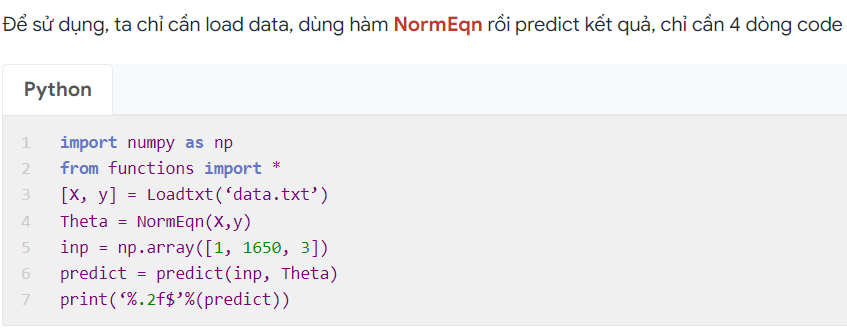 Để sử dụng, ta chỉ cần load data, dùng hàm NormEqn rồi predict kết quả, chỉ cần 4 dòng code
Python
1 import numpy as np
2 from functions import *
3 [X, y] = Loadtxt(‘data.txt’)
4 Theta = NormEqn(X,y)
5 inp = np.array([1, 1650, 3])
6 predict = predict(inp, Theta)
7 print(‘%.2f$’%(predict))